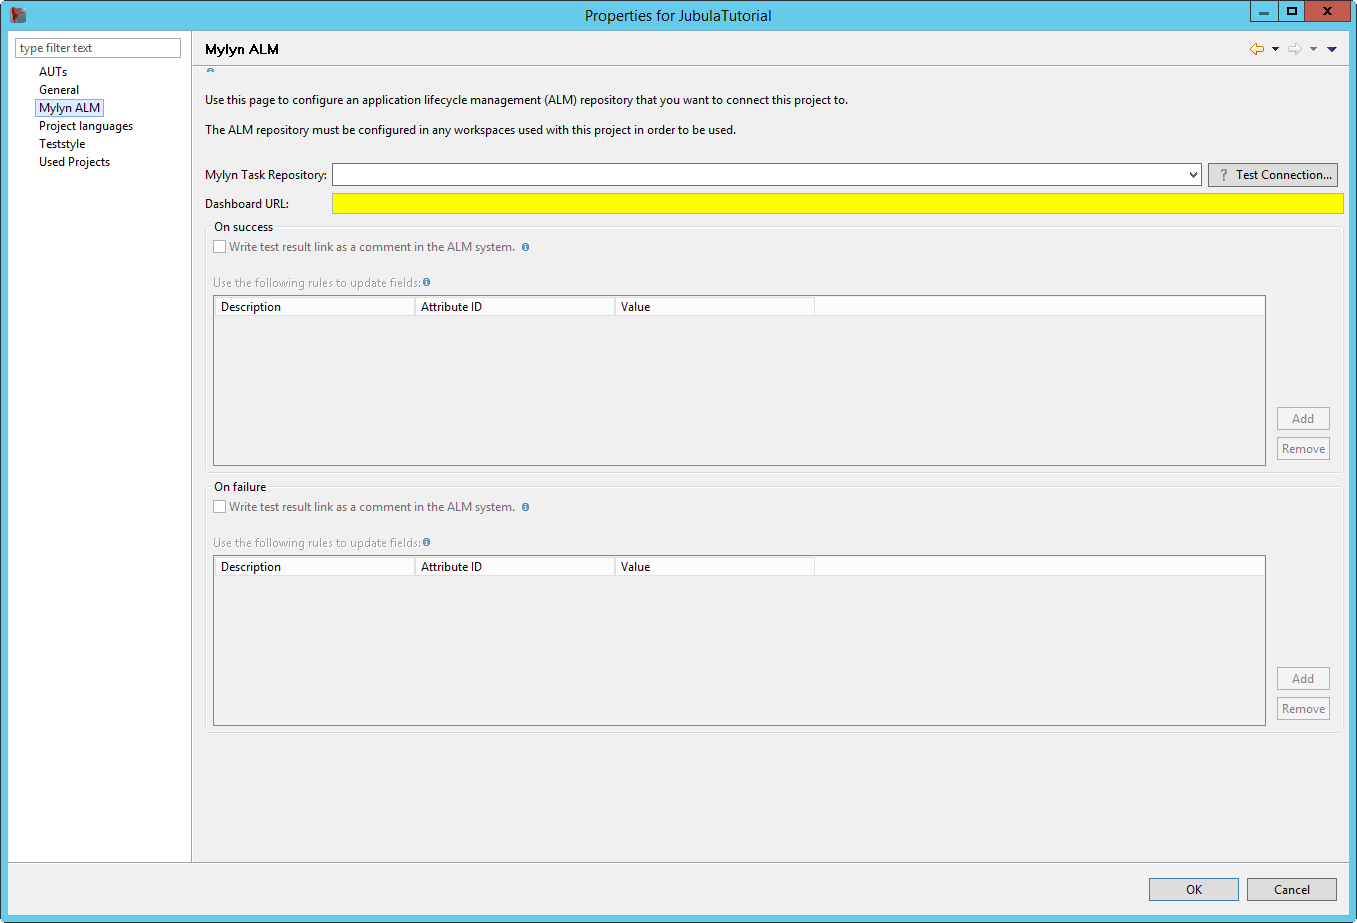 Properties for JubulaTutorial
type filter text
AUTs
General
Mylyn ALM
Project languages
Teststyle
Used Projects
Mylyn ALM
Use this page to configure an application lifecycle management (ALM) repository that you want to connect this project to.
The ALM repository must be configured in any workspaces used with this project in order to be used.
Mylyn Task Repository: ? Test Connection...
Dashboard URL:
On success
Write test result link as a comment in the ALM system.
Use the following rules to update fields:
Description Attribute ID Value
Add
Remove
On failure
Write test result link as a comment in the ALM system.
Use the following rules to update fields:
Description Attribute ID Value
Add
Remove
OK Cancel